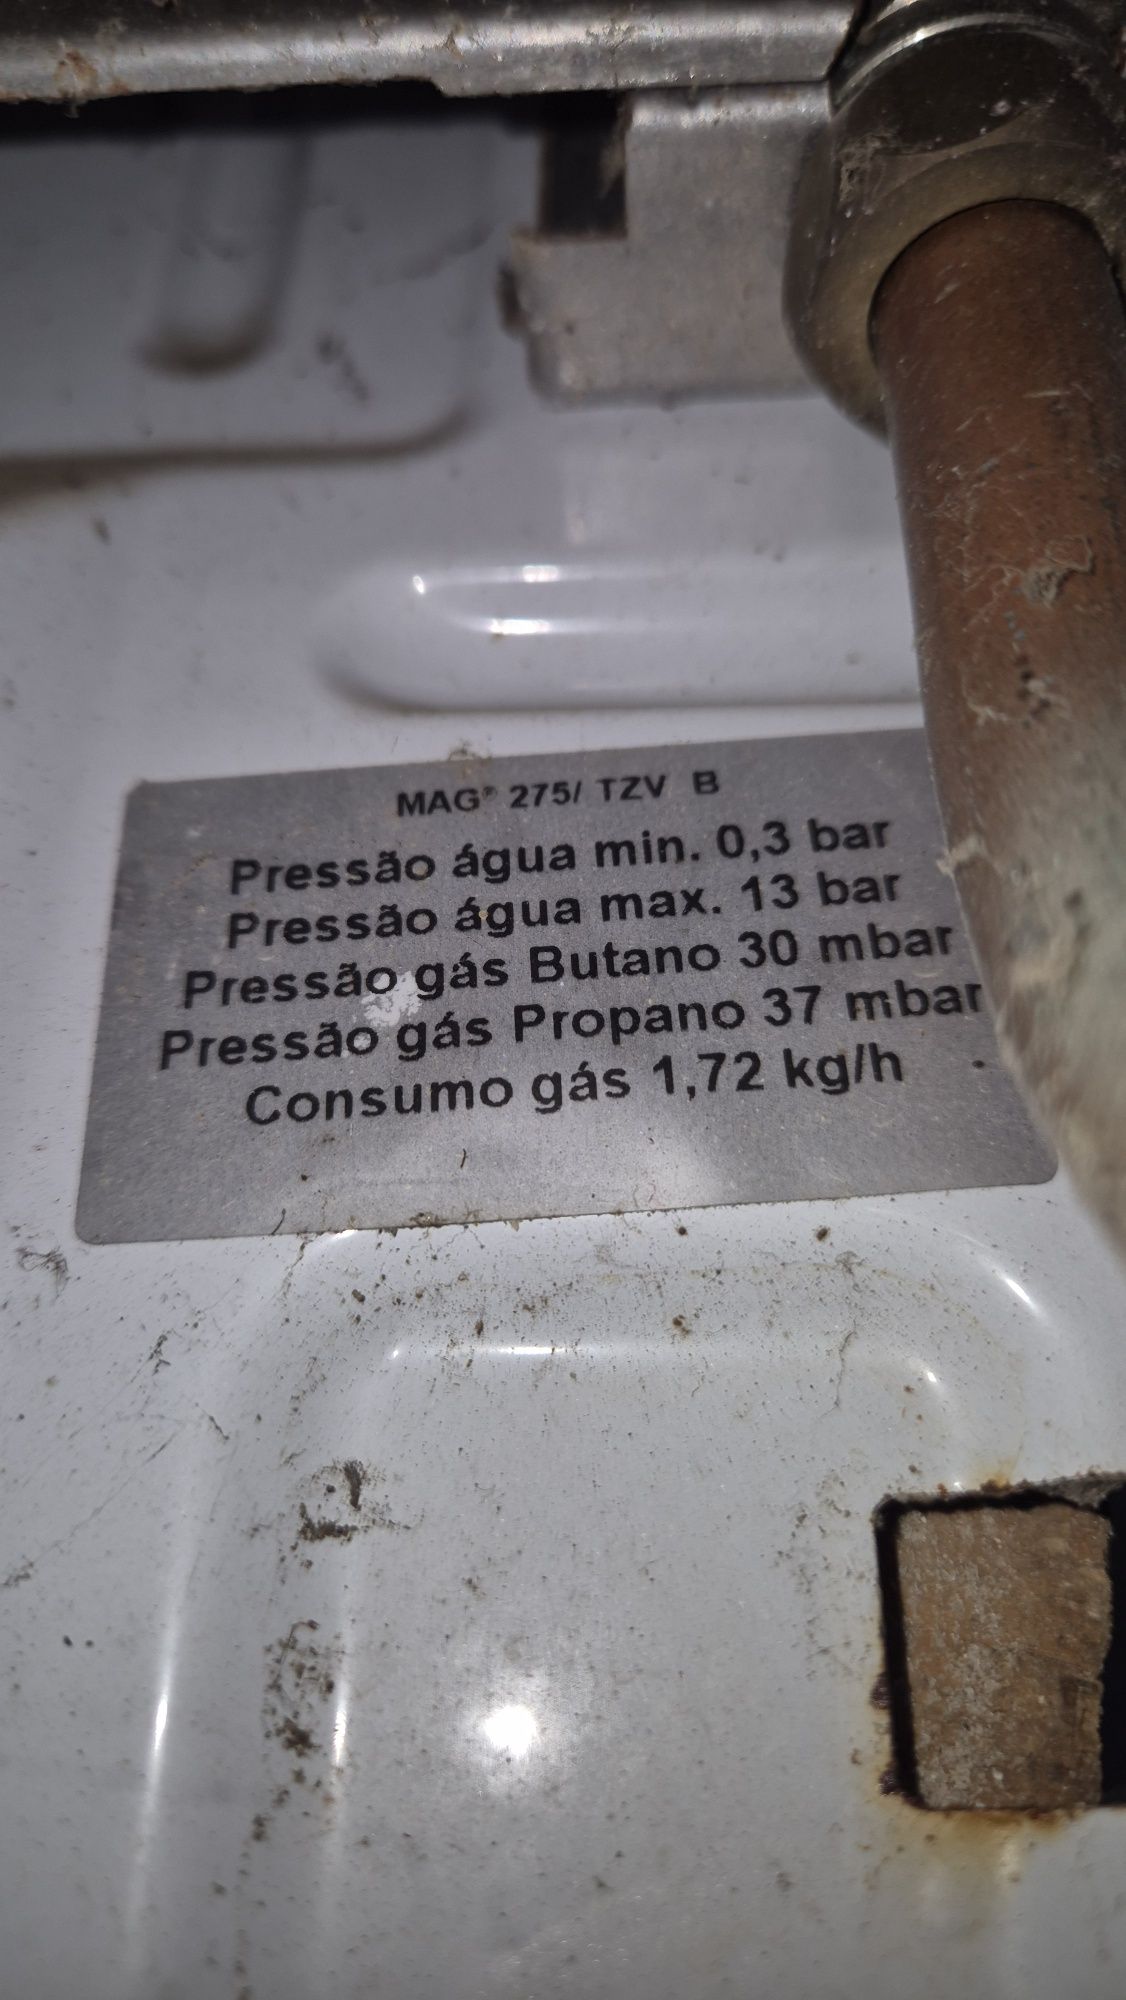 MAG® 275/ TZV B
Pressão água min. 0,3 bar
Pressão água max. 13 bar
Pressão gás Butano 30 mbar
Pressão gás Propano 37 mbar
Consumo gás 1,72 kg/h